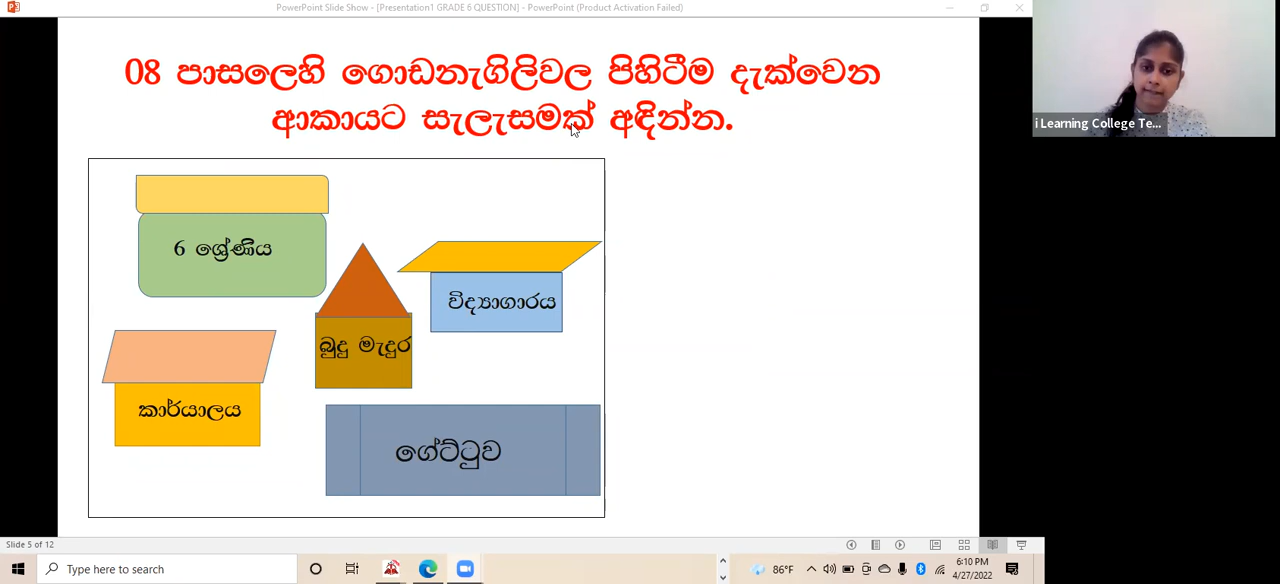 PowerPoint Slide Show - [Presentation1 GRADE 6 QUESTION] - PowerPoint (Product Activation Failed)
08 පාසලෙහි ගොඩනැගිලිවල පිහිටීම දැක්වෙන
ආකායට සැලැසමක් අඳින්න.
i Learning College Te...
6 ශ්‍රේණිය
විද්‍යාගාරය
බුදු මැදුර
කාර්යාලය
ගේට්ටුව
Slide 5 of 12
Type here to search
86°F
6:10 PM
4/27/2022